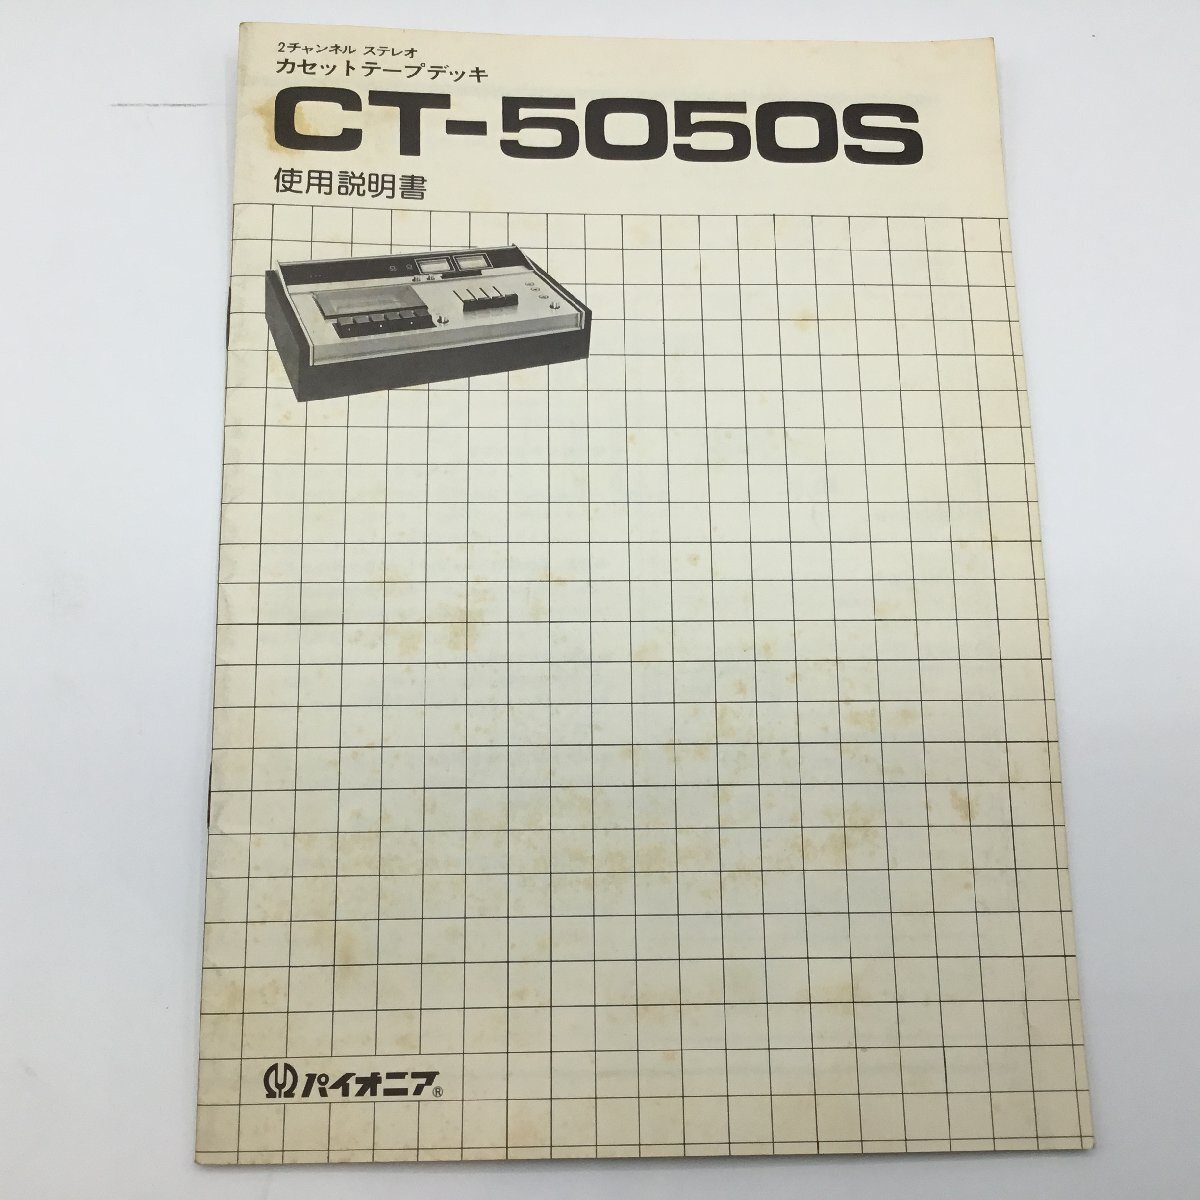 2チャンネル ステレオ
カセットテープデッキ
CT-5050S
使用説明書
パイオニア®